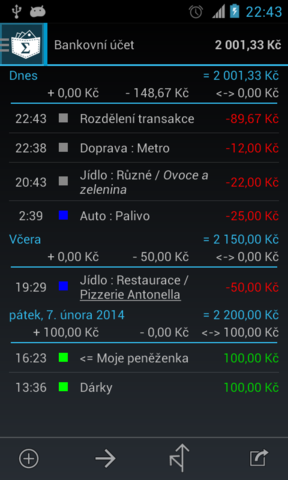 22:43
Σ
Bankovní účet 2 001,33 Kč
Dnes = 2 001,33 Kč
+ 0,00 Kč - 148,67 Kč <-> 0,00 Kč
22:43 Rozdělení transakce -89,67 Kč
22:38 Doprava : Metro -12,00 Kč
20:43 Jídlo : Různé / Ovoce a -22,00 Kč
zelenina
2:39 Auto : Palivo -25,00 Kč
Včera = 2 150,00 Kč
+ 0,00 Kč - 50,00 Kč <-> 0,00 Kč
19:29 Jídlo : Restaurace / -50,00 Kč
Pizzerie Antonella
pátek, 7. února 2014 = 2 200,00 Kč
+ 100,00 Kč - 0,00 Kč <-> 100,00 Kč
16:23 <= Moje peněženka 100,00 Kč
13:36 Dárky 100,00 Kč